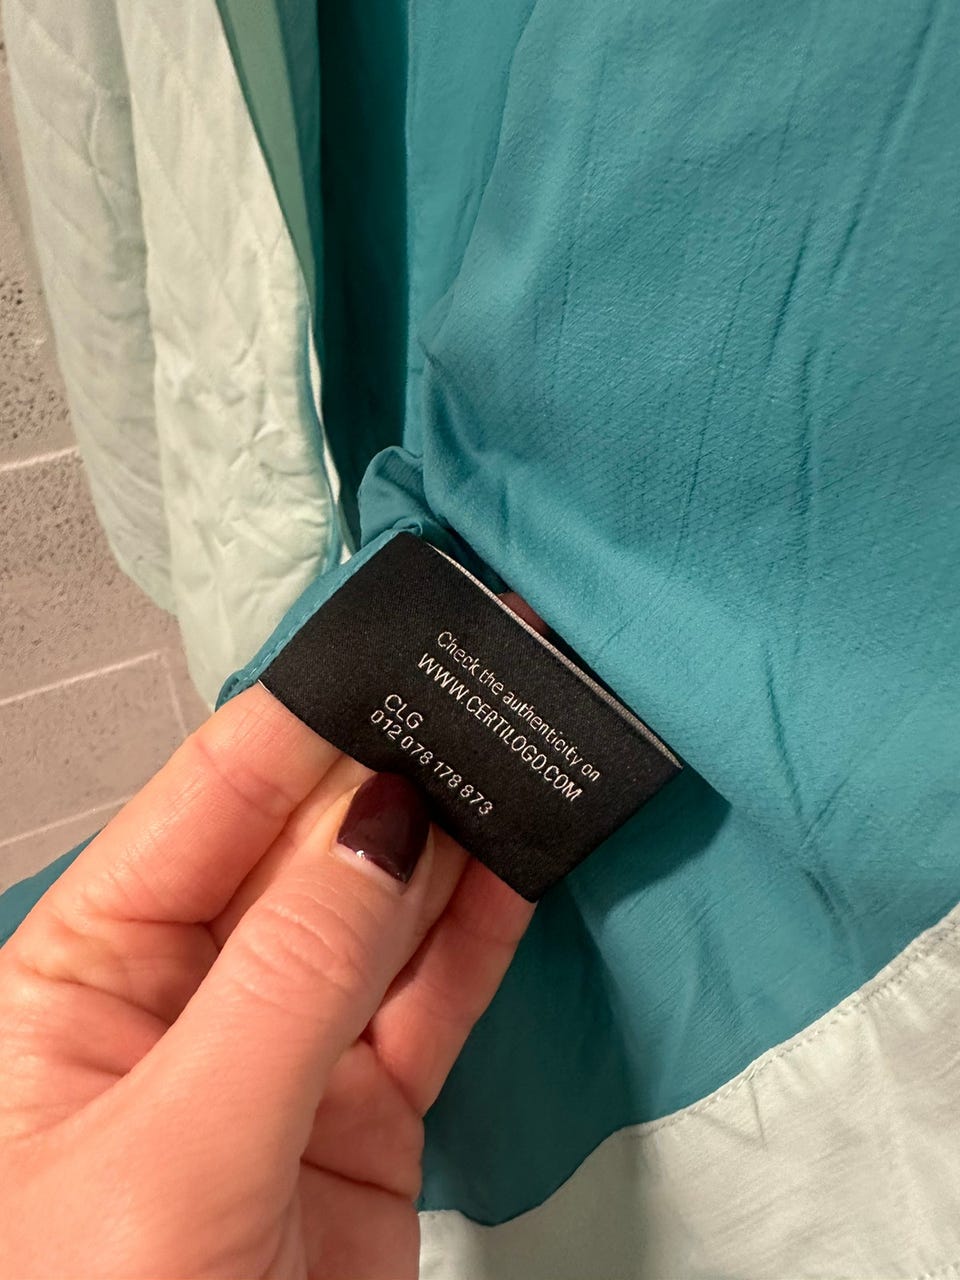 Check the authenticity on
WWW.CERTILOGO.COM
CLG
012 078 178 873